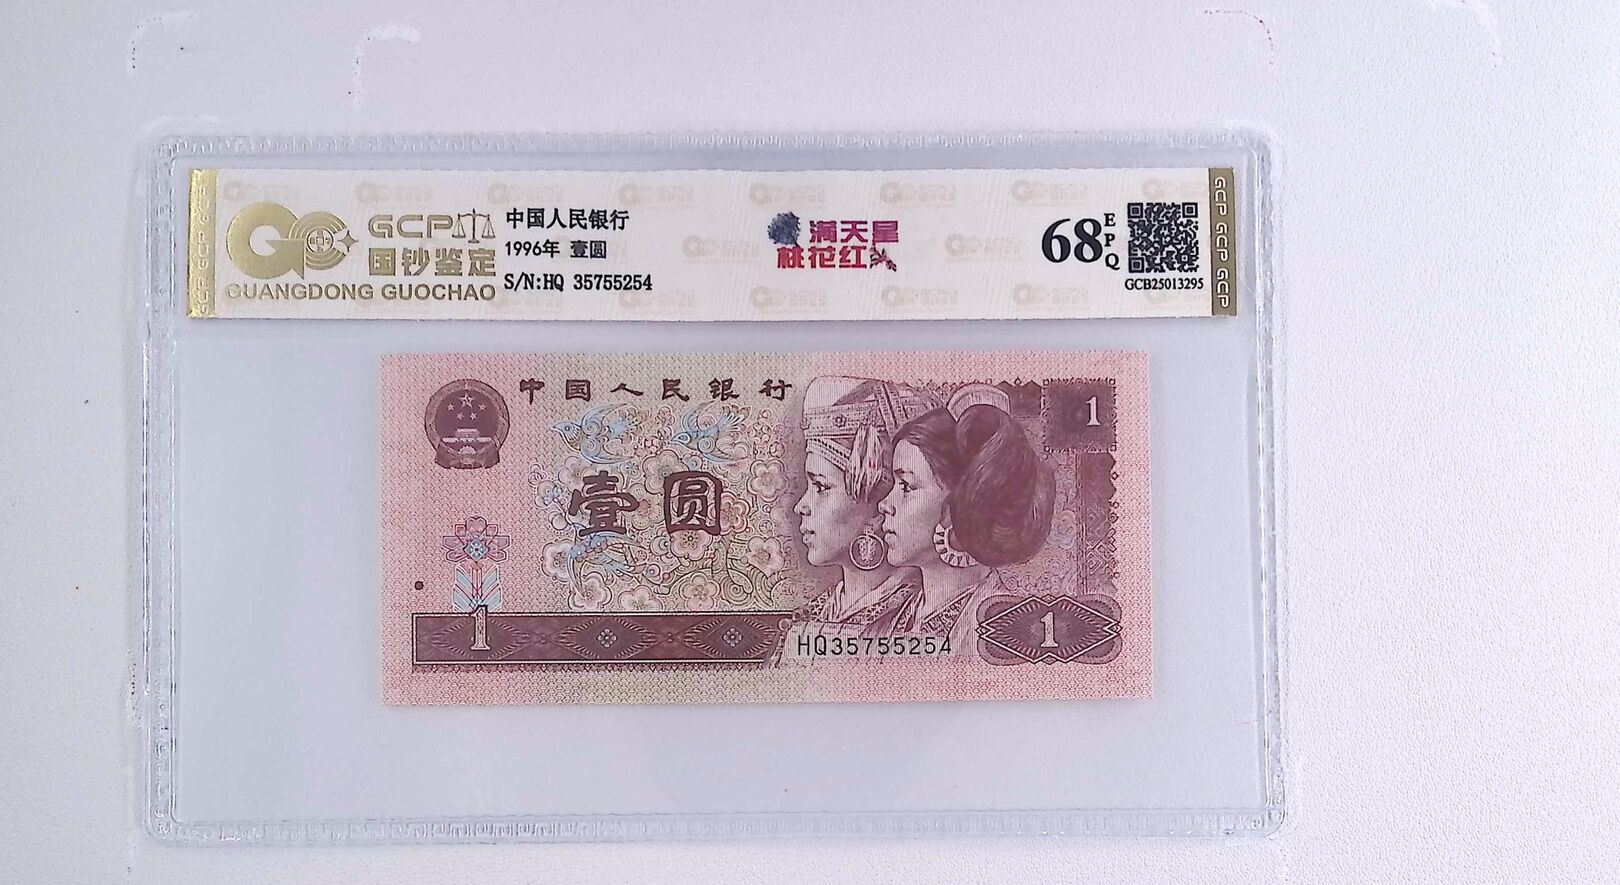 GCP
国钞鉴定
GUANGDONG GUOCHAO
中国人民银行
1996年 壹圆
S/N:HQ 35755254
满天星
桃花红
68 EPQ
GCB25013295
GCP GCP GCP
中国人民银行
1
壹圆
1
HQ35755254
1